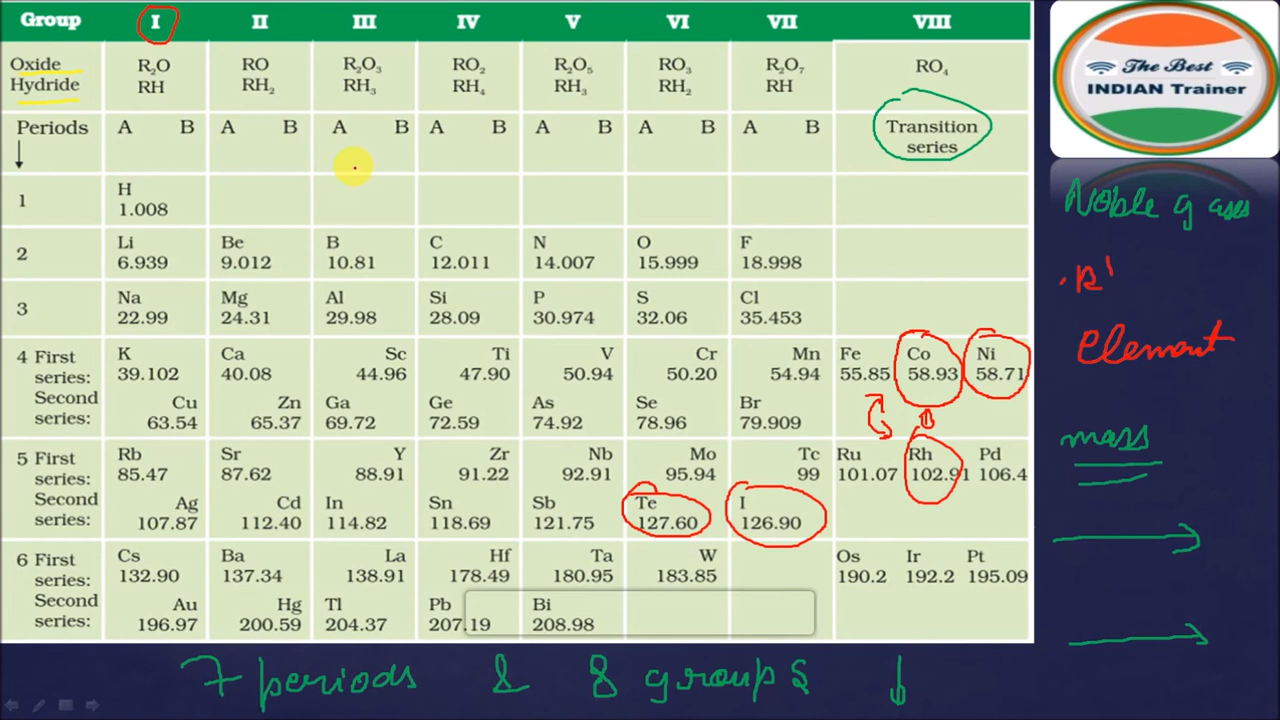 Group I II III IV V VI VII VIII
Oxide R₂O RO R₂O₃ RO₂ R₂O₅ RO₃ R₂O₇ RO₄
Hydride RH RH₂ RH₃ RH₄ RH₃ RH₂ RH
Periods A B A B A B A B A B A B A B Transition
series
1 H
1.008
2 Li Be B C N O F
6.939 9.012 10.81 12.011 14.007 15.999 18.998
3 Na Mg Al Si P S Cl
22.99 24.31 29.98 28.09 30.974 32.06 35.453
4 First K Ca Sc Ti V Cr Mn Fe Co Ni
series: 39.102 40.08 44.96 47.90 50.94 50.20 54.94 55.85 58.93 58.71
Second Cu Zn Ga Ge As Se Br
series: 63.54 65.37 69.72 72.59 74.92 78.96 79.909
5 First Rb Sr Y Zr Nb Mo Tc Ru Rh Pd
series: 85.47 87.62 88.91 91.22 92.91 95.94 99 101.07 102.91 106.4
Second Ag Cd In Sn Sb Te I
series: 107.87 112.40 114.82 118.69 121.75 127.60 126.90
6 First Cs Ba La Hf Ta W Os Ir Pt
series: 132.90 137.34 138.91 178.49 180.95 183.85 190.2 192.2 195.09
Second Au Hg Tl Pb Bi
series: 196.97 200.59 204.37 207.19 208.98
The Best
INDIAN Trainer
Noble gases
Element
mass
7 periods & 8 groups